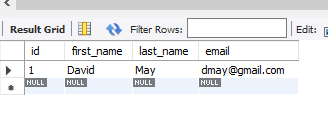 Result Grid Filter Rows: Edit:
id first_name last_name email
1 David May dmay@gmail.com
NULL NULL NULL NULL